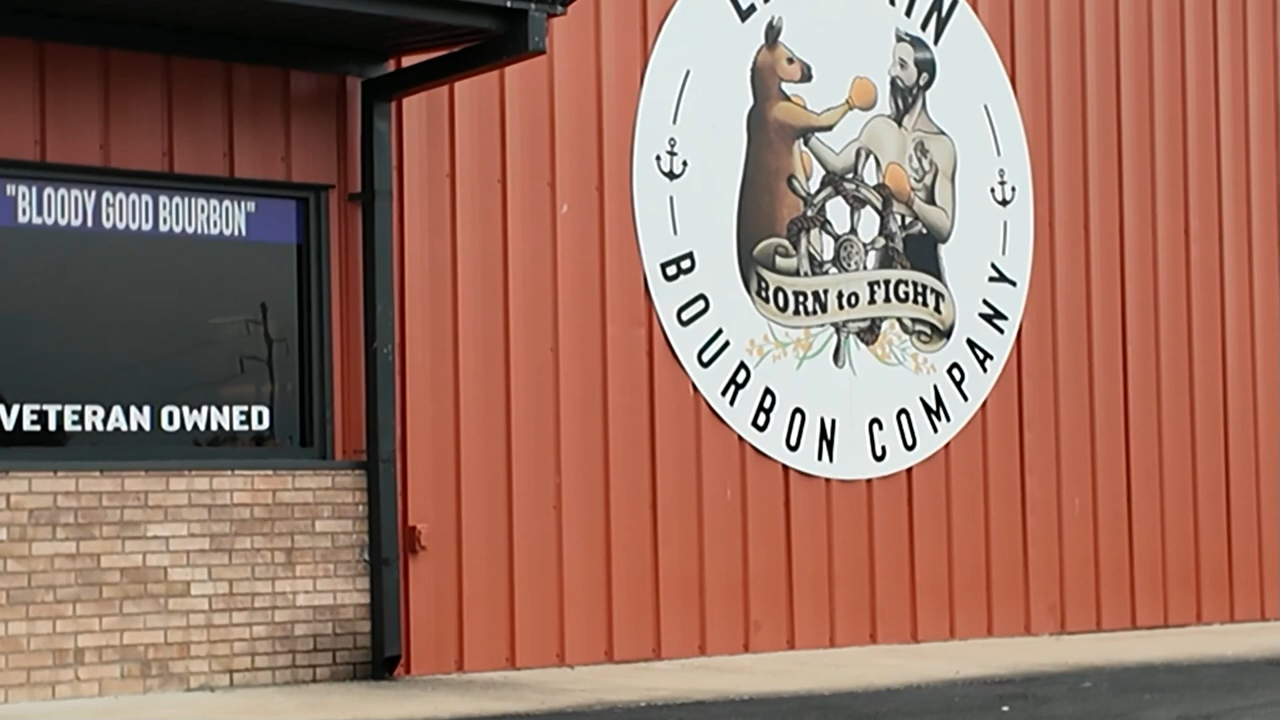 "BLOODY GOOD BOURBON"
VETERAN OWNED
BORN to FIGHT
BOURBON COMPANY